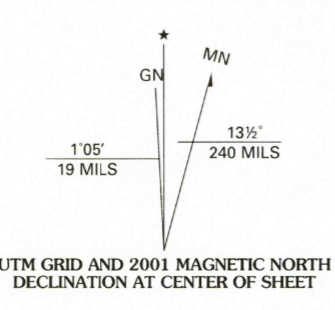 ★
MN
GN
13½°
240 MILS
1°05′
19 MILS
UTM GRID AND 2001 MAGNETIC NORTH
DECLINATION AT CENTER OF SHEET